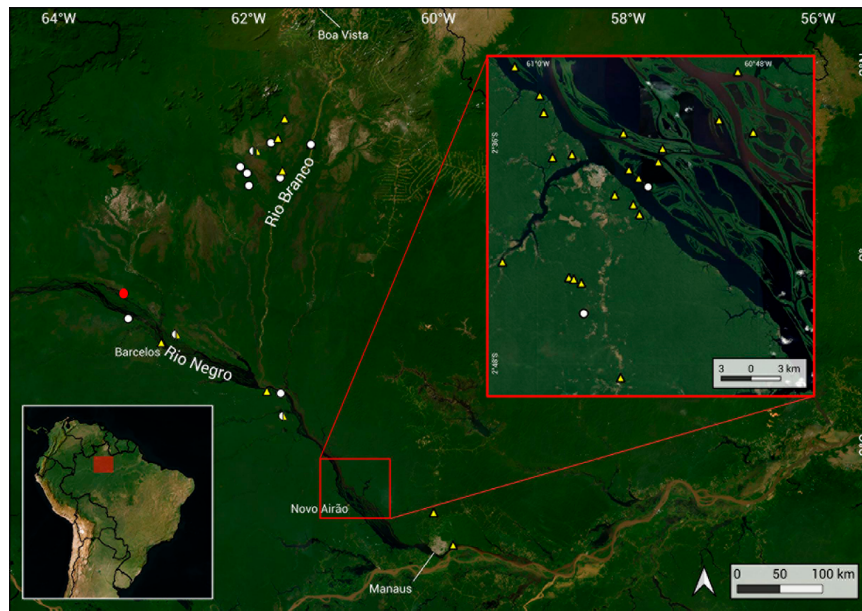 64°W
62°W
60°W
58°W
56°W
Boa Vista
61°0'W
60°48'W
2°36'S
Rio Branco
Barcelos
Rio Negro
2°48'S
3 0 3 km
Novo Airão
Manaus
0 50 100 km